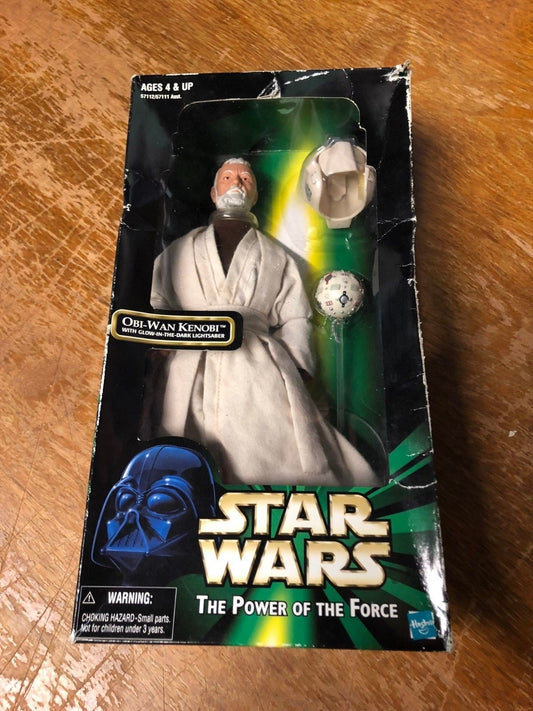 AGES 4 & UP
57112/57111 Asst.
OBI-WAN KENOBI™
WITH GLOW-IN-THE-DARK LIGHTSABER
STAR
WARS
THE POWER OF THE FORCE
WARNING:
CHOKING HAZARD-Small parts.
Not for children under 3 years.
Hasbro